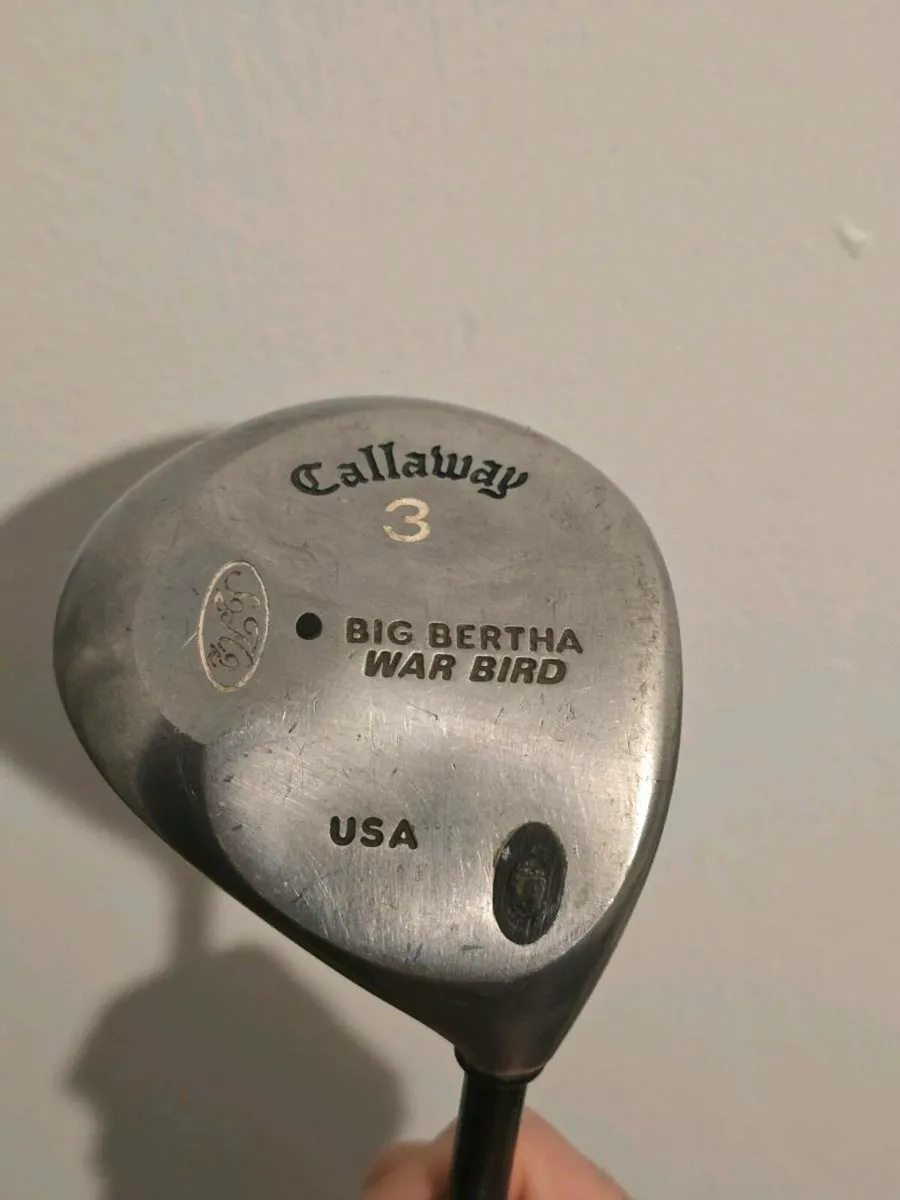 Callaway
3
BIG BERTHA
WAR BIRD
USA